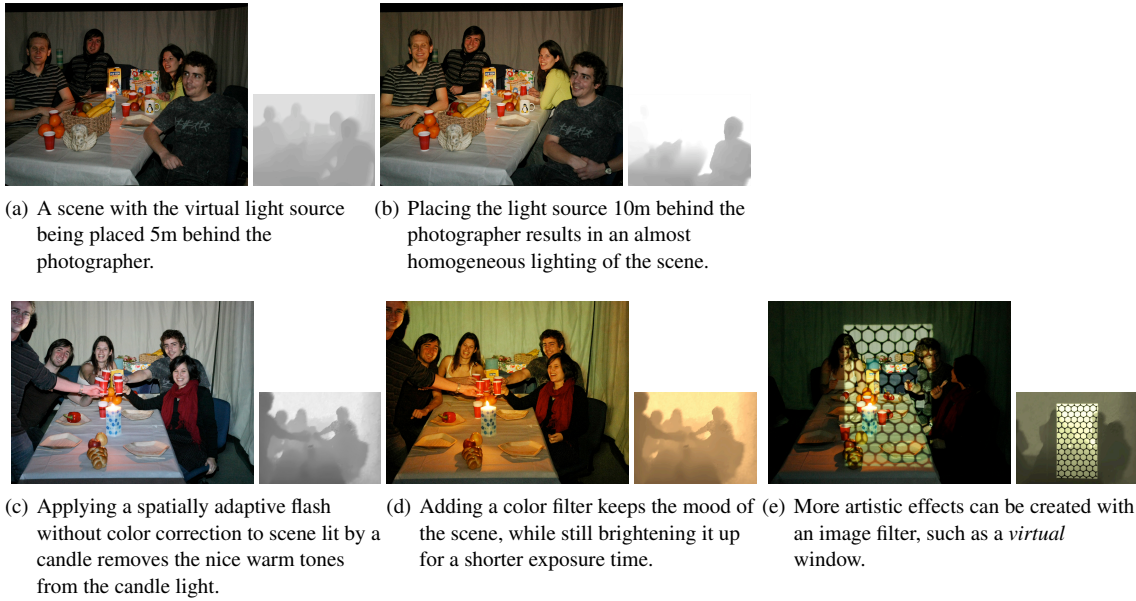 (a) A scene with the virtual light source
being placed 5m behind the
photographer.
(b) Placing the light source 10m behind the
photographer results in an almost
homogeneous lighting of the scene.
(c) Applying a spatially adaptive flash
without color correction to scene lit by a
candle removes the nice warm tones
from the candle light.
(d) Adding a color filter keeps the mood of
the scene, while still brightening it up
for a shorter exposure time.
(e) More artistic effects can be created with
an image filter, such as a virtual
window.